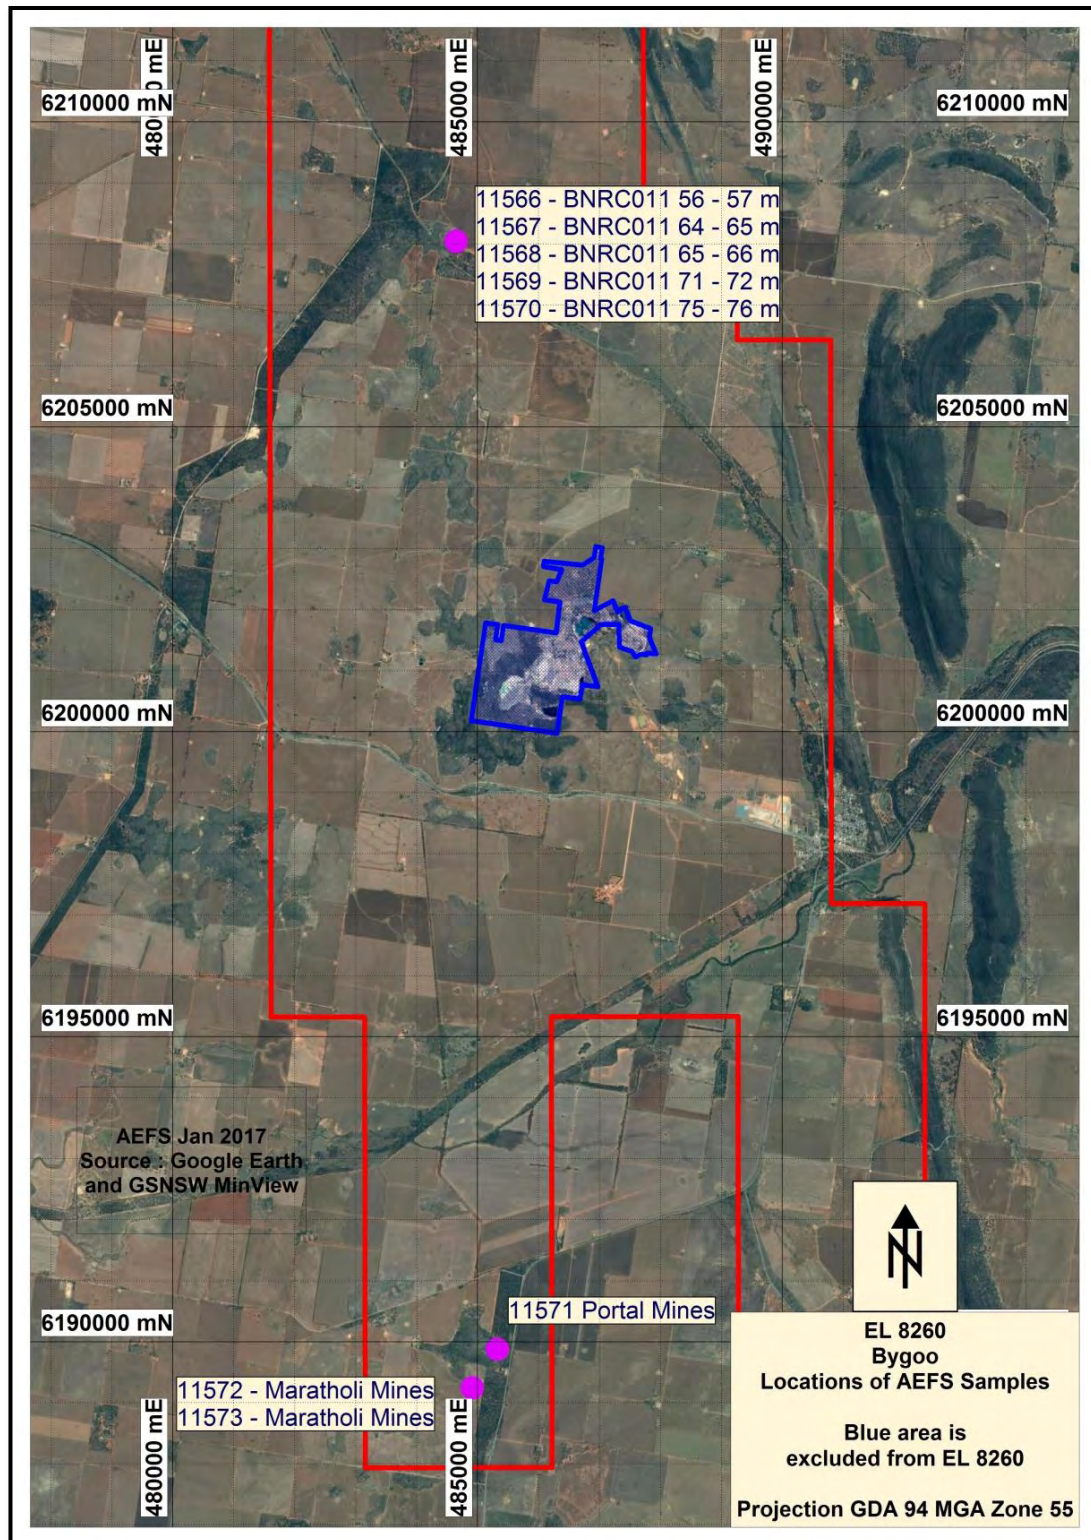 480000 mE
485000 mE
490000 mE
6210000 mN
6210000 mN
11566 - BNRC011 56 - 57 m
11567 - BNRC011 64 - 65 m
11568 - BNRC011 65 - 66 m
11569 - BNRC011 71 - 72 m
11570 - BNRC011 75 - 76 m
6205000 mN
6205000 mN
6200000 mN
6200000 mN
6195000 mN
6195000 mN
AEFS Jan 2017
Source : Google Earth
and GSNSW MinView
N
11571 Portal Mines
6190000 mN
11572 - Maratholi Mines
11573 - Maratholi Mines
480000 mE
485000 mE
EL 8260
Bygoo
Locations of AEFS Samples
Blue area is
excluded from EL 8260
Projection GDA 94 MGA Zone 55